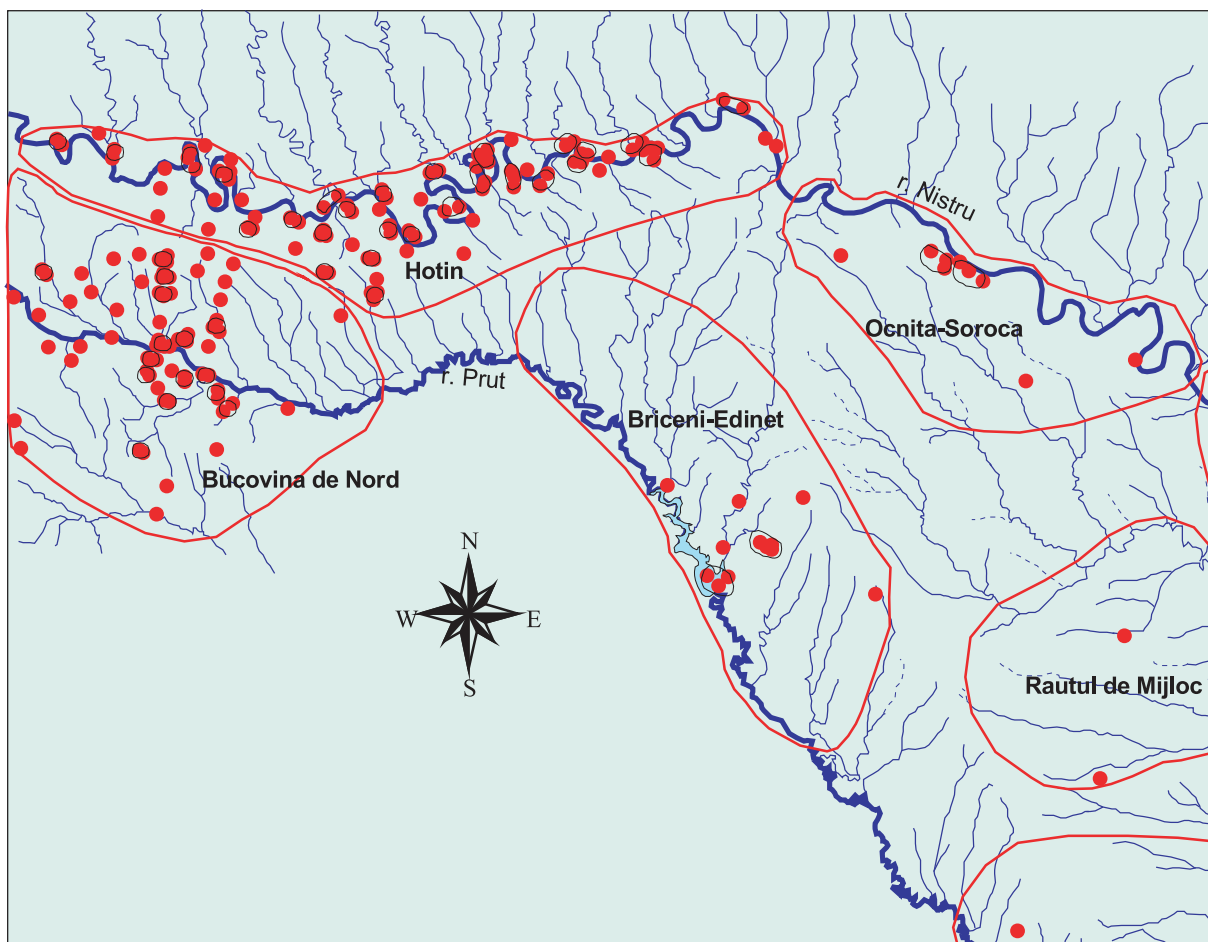 r. Nistru
Hotin
Ocnita-Soroca
r. Prut
Briceni-Edinet
Bucovina de Nord
N
W
E
S
Rautul de Mijloc